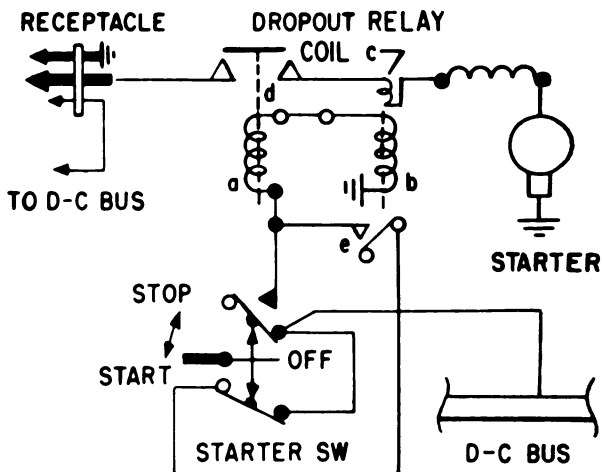 RECEPTACLE
DROPOUT RELAY
COIL
c
d
a
b
TO D-C BUS
e
STARTER
STOP
START
OFF
STARTER SW
D-C BUS